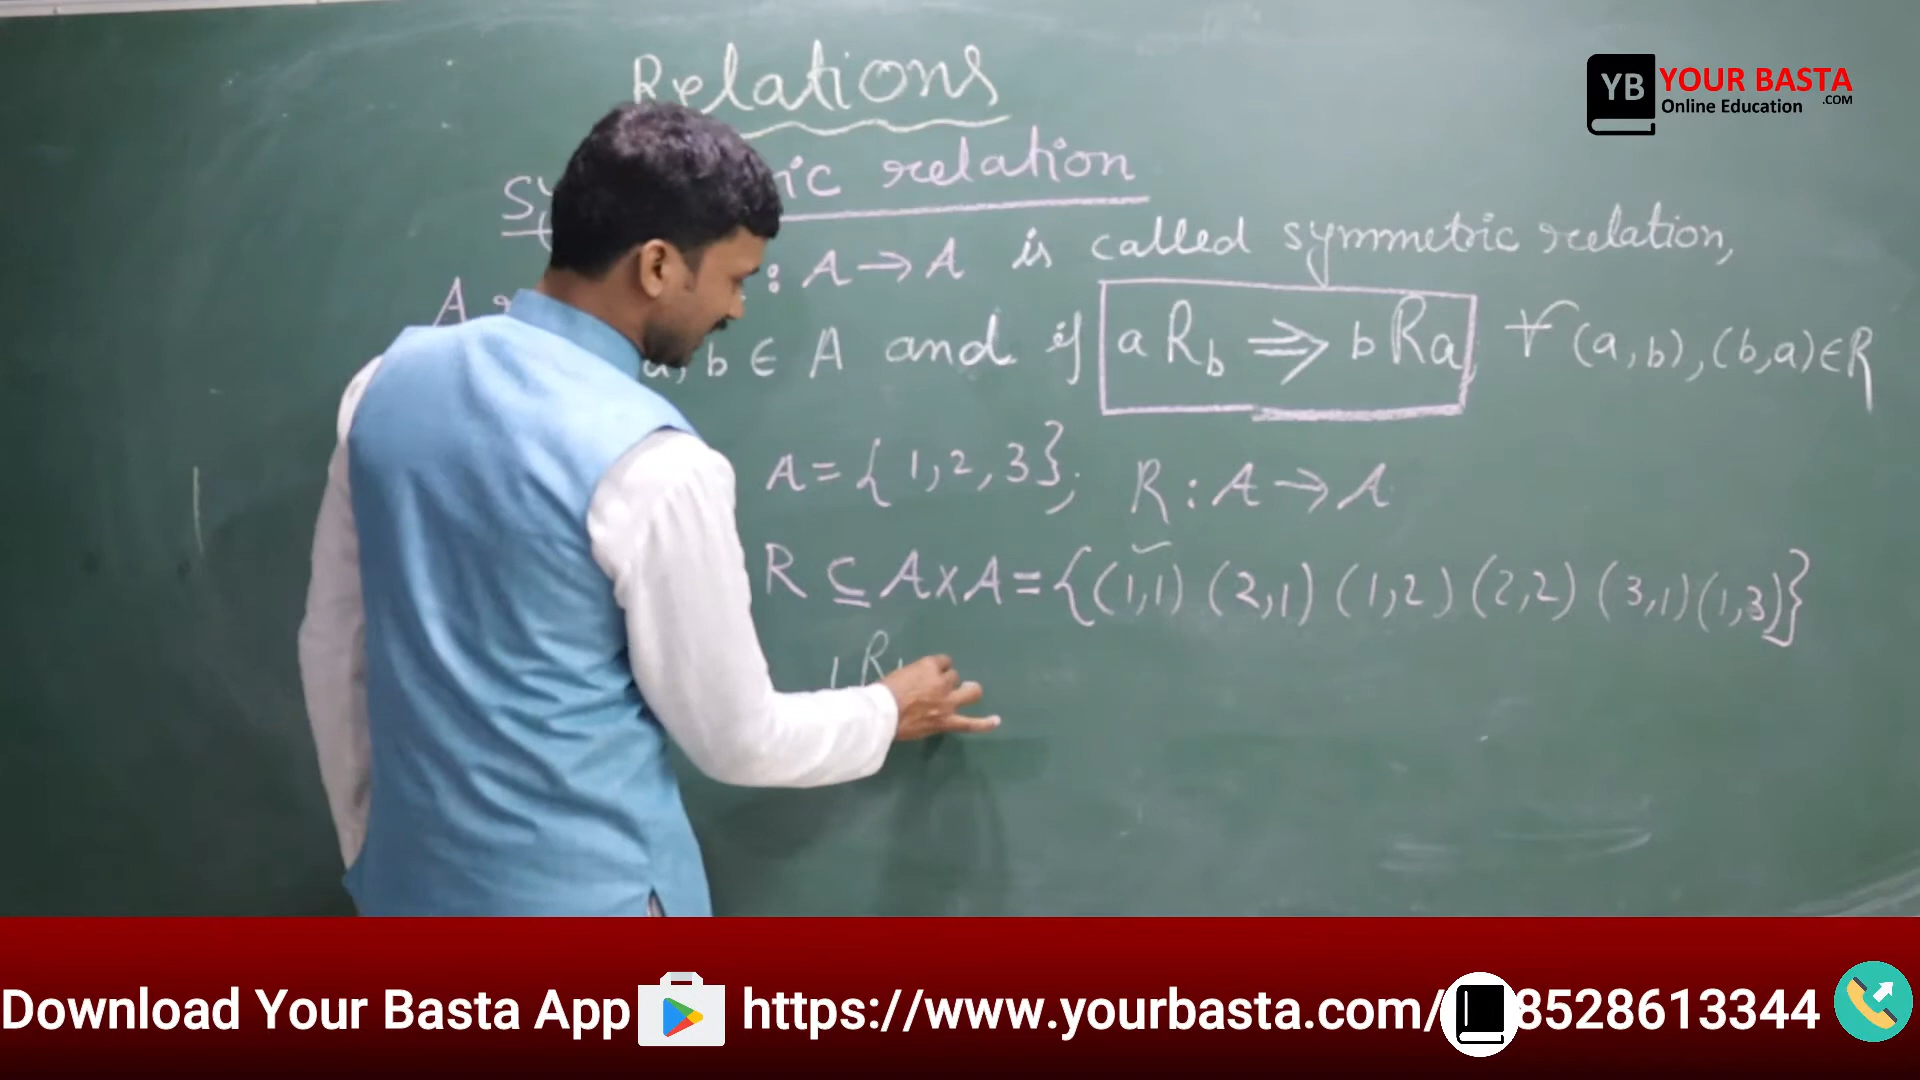 Relations
YB YOUR BASTA
.COM
Online Education
ic relation
: A → A is called symmetric relation,
A
a, b ∈ A and if aRb ⇒ bRa, ∀ (a,b),(b,a)∈R
A = {1,2,3}; R : A → A
R ⊆ A×A = {(1,1) (2,1) (1,2) (2,2) (3,1) (1,3)}
1 R
Download Your Basta App https://www.yourbasta.com/ 8528613344